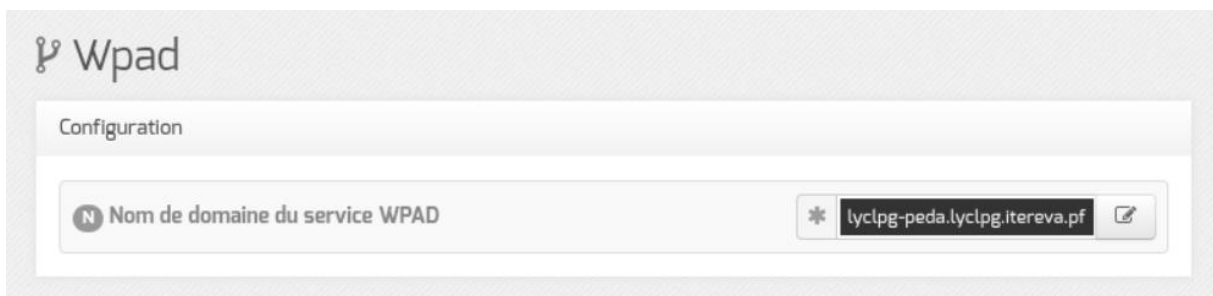 Wpad
Configuration
N Nom de domaine du service WPAD
lyclpg-peda.lyclpg.itereva.pf